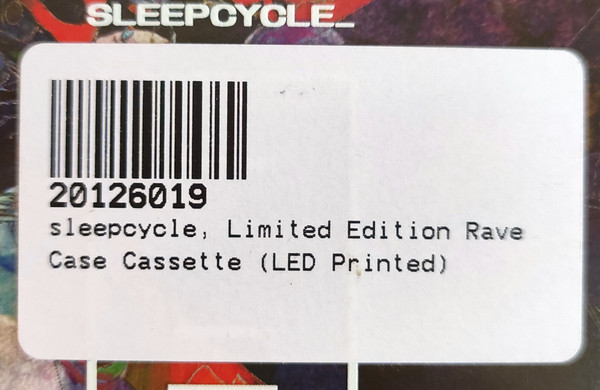 SLEEPCYCLE_
20126019
sleepcycle, Limited Edition Rave
Case Cassette (LED Printed)